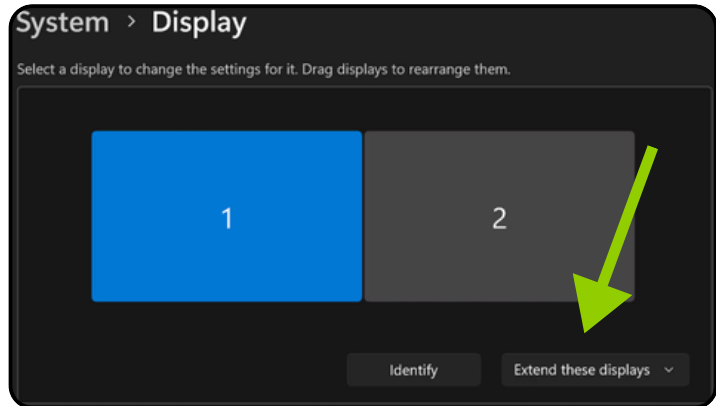 System > Display
Select a display to change the settings for it. Drag displays to rearrange them.
1
2
Identify
Extend these displays